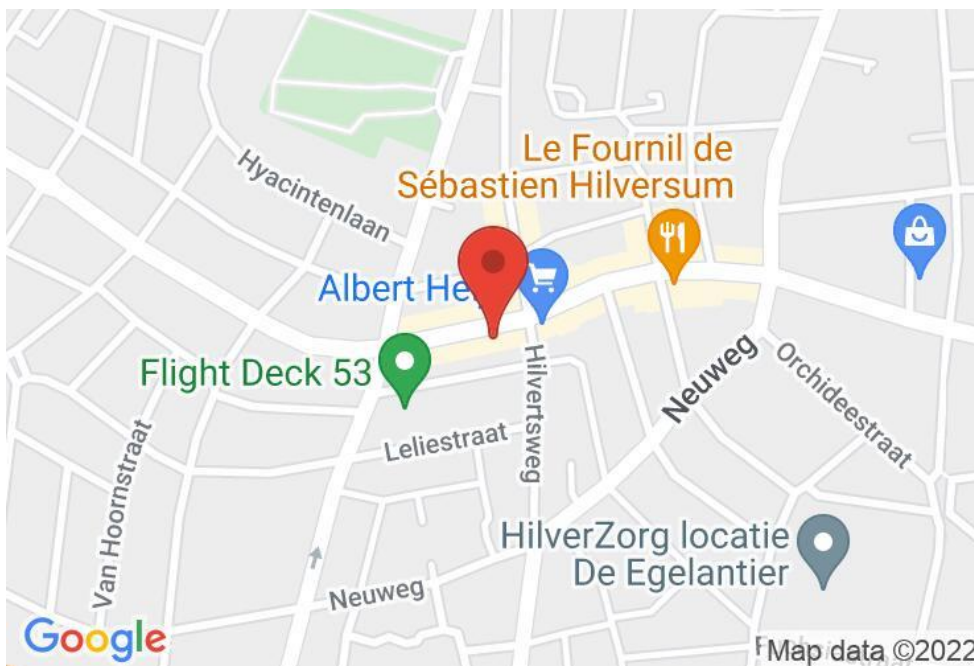 Le Fournil de
Sébastien Hilversum
Hyacintenlaan
Albert He
Flight Deck 53
Hilvertsweg
Neuweg
Orchideestraat
Leliestraat
Van Hoornstraat
HilverZorg locatie
De Egelantier
Neuweg
Google
Map data ©2022